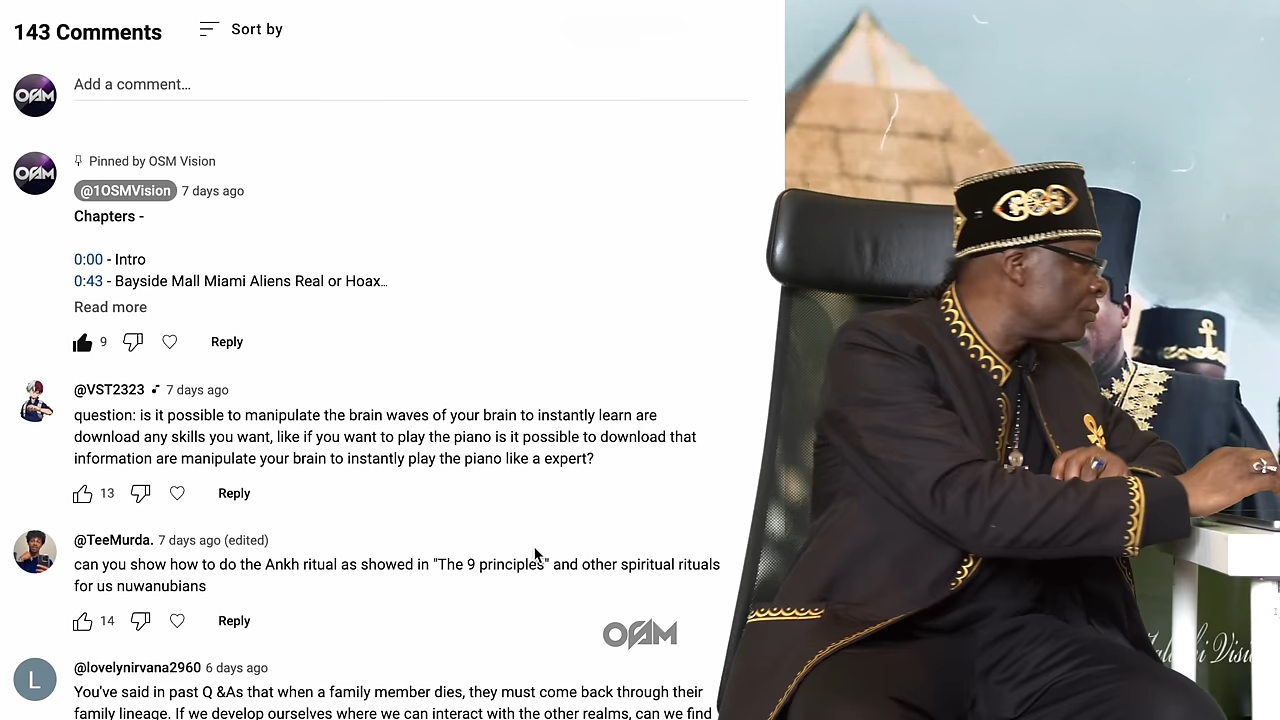 143 Comments
Sort by
Add a comment...
Pinned by OSM Vision
@1OSMVision 7 days ago
Chapters -
0:00 - Intro
0:43 - Bayside Mall Miami Aliens Real or Hoax...
Read more
9
Reply
@VST2323 7 days ago
question: is it possible to manipulate the brain waves of your brain to instantly learn are
download any skills you want, like if you want to play the piano is it possible to download that
information are manipulate your brain to instantly play the piano like a expert?
13
Reply
@TeeMurda. 7 days ago (edited)
can you show how to do the Ankh ritual as showed in "The 9 principles" and other spiritual rituals
for us nuwanubians
14
Reply
OSM
L
@lovelynirvana2960 6 days ago
You've said in past Q &As that when a family member dies, they must come back through their
family lineage. If we develop ourselves where we can interact with the other realms, can we find